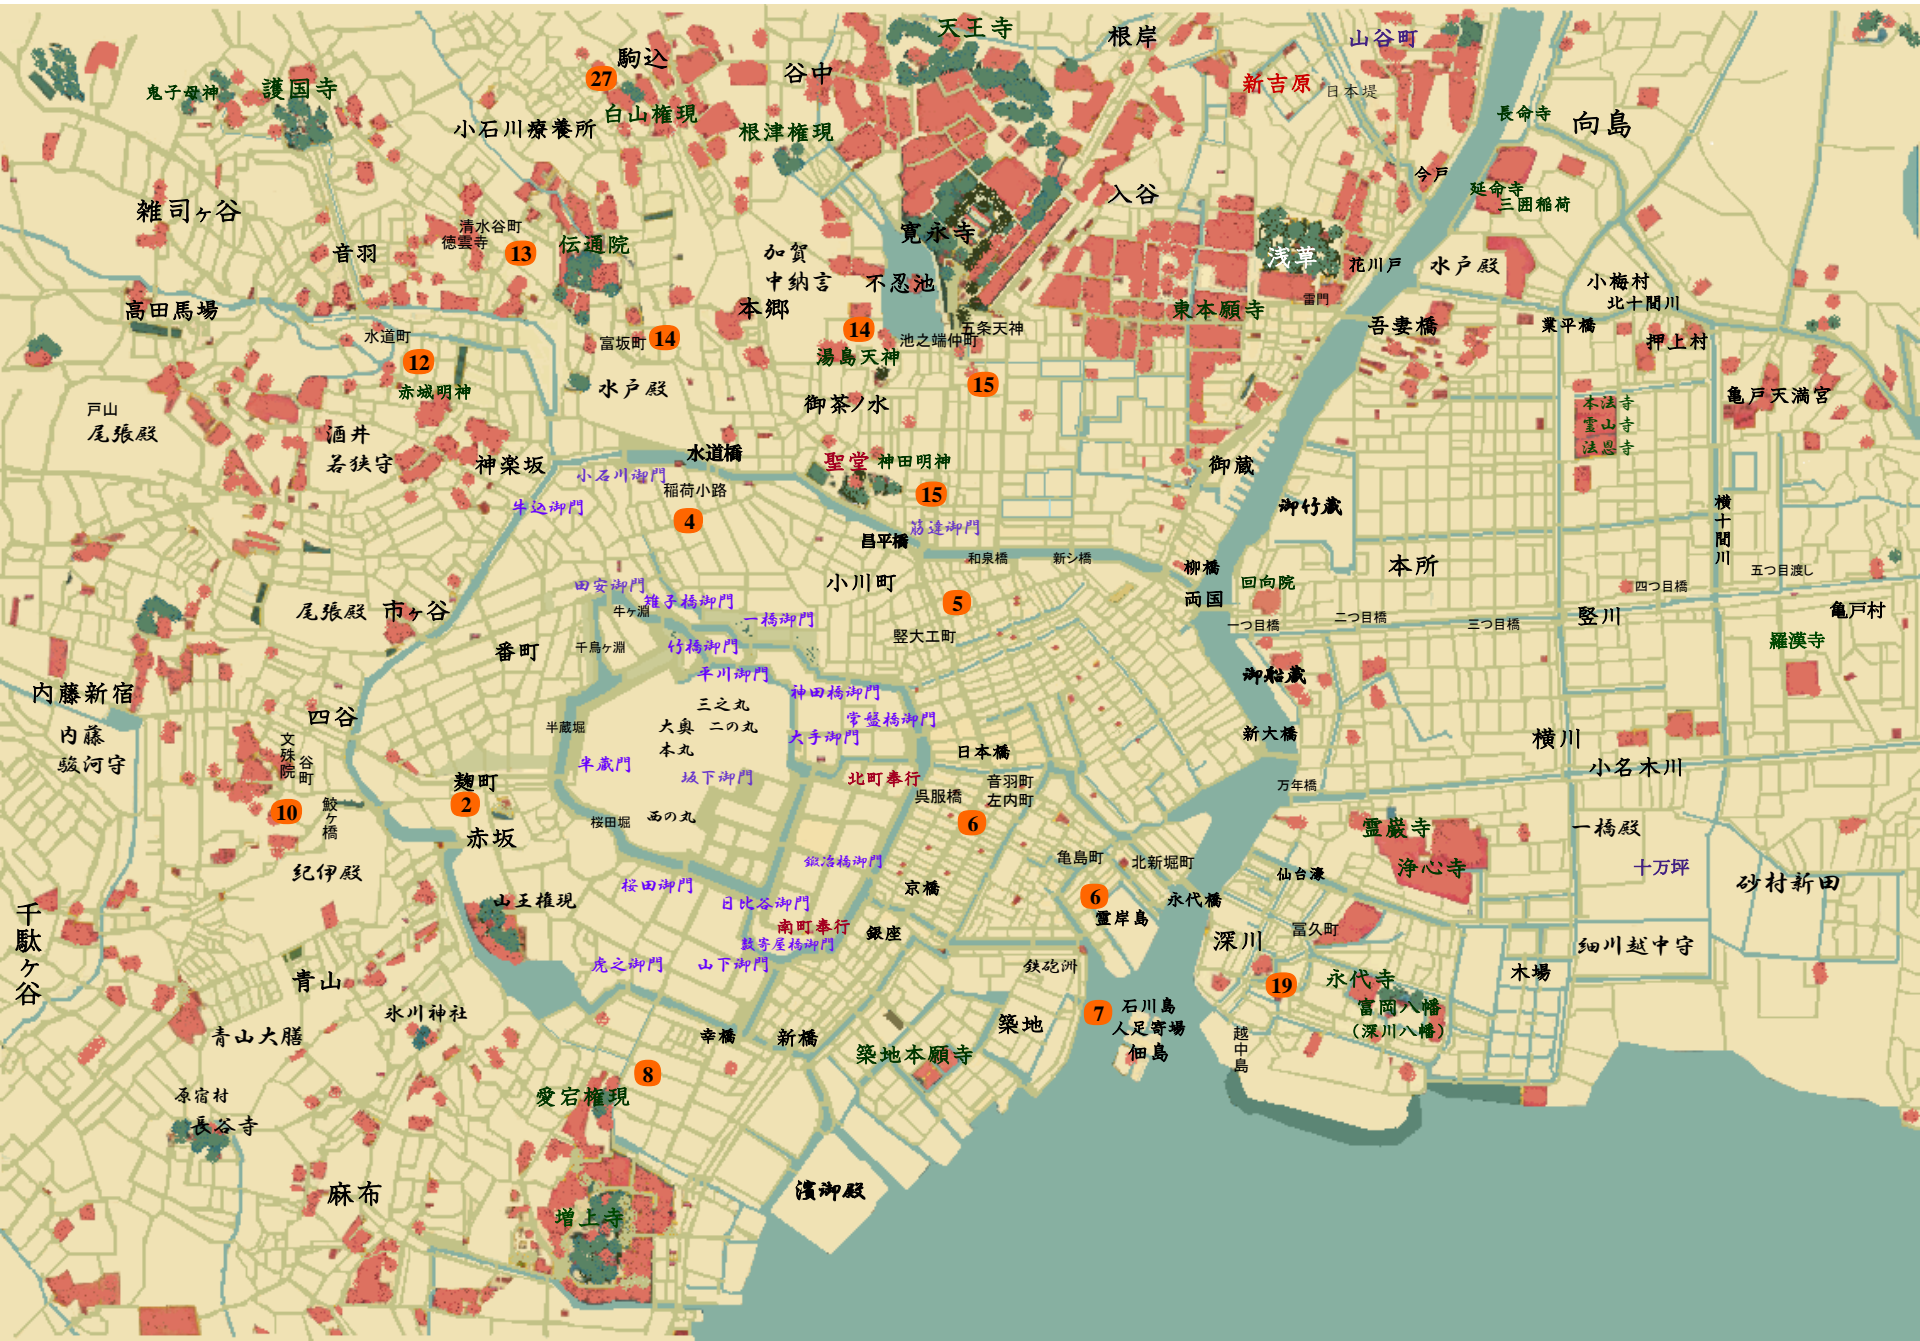 天王寺
根岸
山谷町
駒込
27
谷中
新吉原
日本堤
鬼子母神
護国寺
白山権現
小石川療養所
根津権現
長命寺
向島
今戸
延命寺
三囲稲荷
入谷
雑司ヶ谷
清水谷町
徳雲寺
13
伝通院
音羽
寛永寺
浅草
花川戸
水戸殿
加賀
中納言
不忍池
小梅村
北十間川
高田馬場
本郷
東本願寺
雷門
吾妻橋
業平橋
押上村
水道町
12
富坂町
14
14
湯島天神
五条天神
池之端仲町
15
赤城明神
水戸殿
御茶ノ水
亀戸天満宮
本法寺
霊山寺
法恩寺
戸山
尾張殿
酒井
若狭守
神楽坂
水道橋
聖堂
神田明神
15
御蔵
小石川御門
稲荷小路
4
牛込御門
筋違御門
昌平橋
和泉橋
新シ橋
御竹蔵
横十間川
本所
柳橋
両国
回向院
五つ目渡し
四つ目橋
亀戸村
小川町
5
竪大工町
田安御門
雉子橋御門
牛ヶ淵
一橋御門
尾張殿
市ヶ谷
番町
千鳥ヶ淵
竹橋御門
平川御門
一つ目橋
二つ目橋
三つ目橋
竪川
羅漢寺
御船蔵
内藤新宿
内藤
駿河守
四谷
文殊院
谷町
10
鮫ヶ橋
半蔵堀
三之丸
大奥
二の丸
本丸
神田橋御門
常盤橋御門
大手御門
日本橋
新大橋
横川
小名木川
半蔵門
坂下御門
北町奉行
呉服橋
音羽町
左内町
6
万年橋
麹町
2
赤坂
桜田堀
西の丸
霊巌寺
浄心寺
一橋殿
十万坪
砂村新田
紀伊殿
鍛冶橋御門
亀島町
北新堀町
仙台濠
桜田御門
京橋
6
霊岸島
永代橋
山王権現
日比谷御門
南町奉行
数寄屋橋御門
銀座
千駄ヶ谷
深川
冨久町
細川越中守
木場
虎之御門
山下御門
鉄砲洲
青山
19
永代寺
富岡八幡
(深川八幡)
7
石川島
人足寄場
佃島
氷川神社
青山大膳
幸橋
新橋
築地
築地本願寺
越中島
8
愛宕権現
原宿村
長谷寺
麻布
濱御殿
増上寺